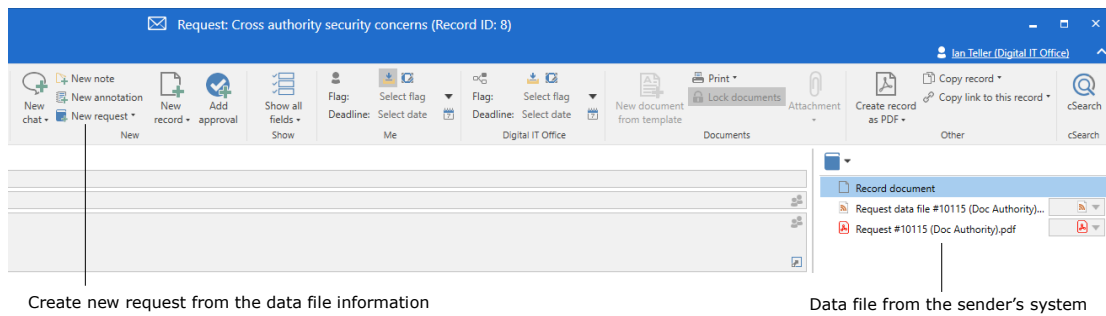 Request: Cross authority security concerns (Record ID: 8)
Ian Teller (Digital IT Office)
New chat
New note
New annotation
New request
New record
Add approval
New
Show all fields
Show
Flag: Select flag
Deadline: Select date
Me
Flag: Select flag
Deadline: Select date
Digital IT Office
New document from template
Print
Lock documents
Attachment
Documents
Create record as PDF
Copy record
Copy link to this record
Other
cSearch
cSearch
Record document
Request data file #10115 (Doc Authority)...
Request #10115 (Doc Authority).pdf
Create new request from the data file information
Data file from the sender's system